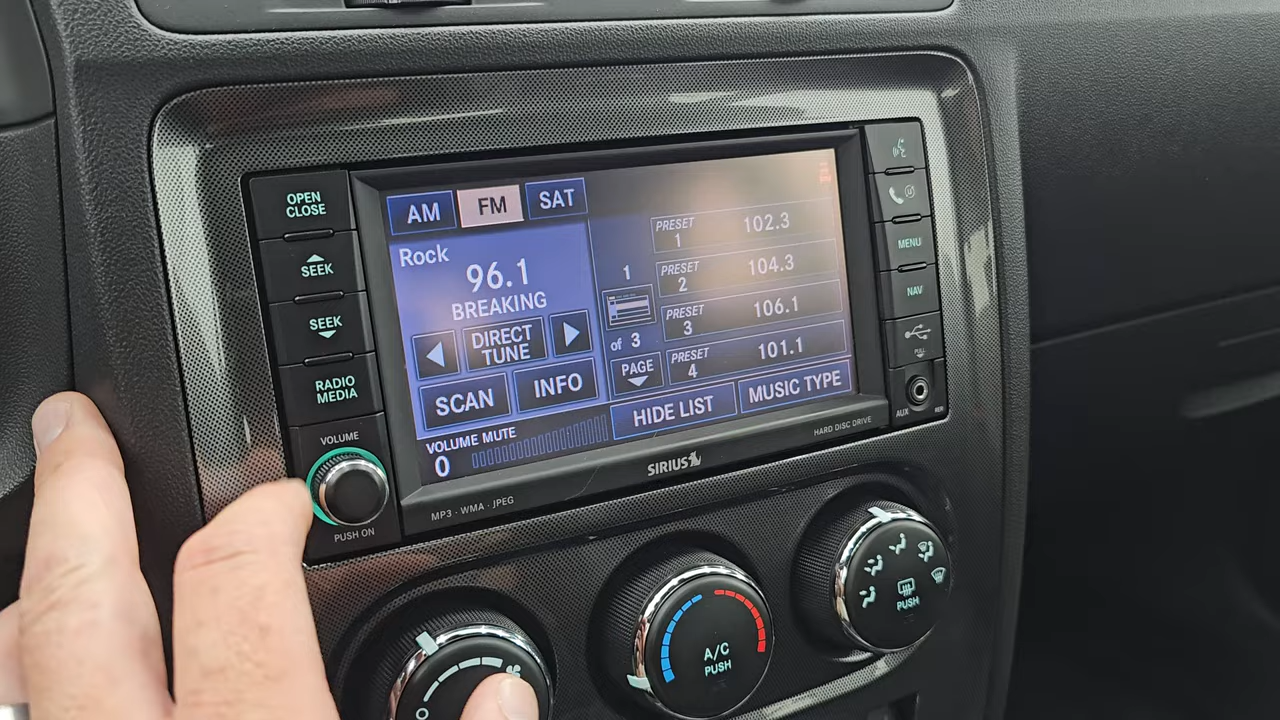 OPEN
CLOSE
SEEK
SEEK
RADIO
MEDIA
VOLUME
PUSH ON
AM
FM
SAT
Rock
96.1
BREAKING
DIRECT
TUNE
SCAN
INFO
VOLUME MUTE
0
1
of 3
PAGE
PRESET
1
102.3
PRESET
2
104.3
PRESET
3
106.1
PRESET
4
101.1
HIDE LIST
MUSIC TYPE
MP3 · WMA · JPEG
SIRIUS
HARD DISC DRIVE
MENU
NAV
PULL
AUX
A/C
PUSH
PUSH